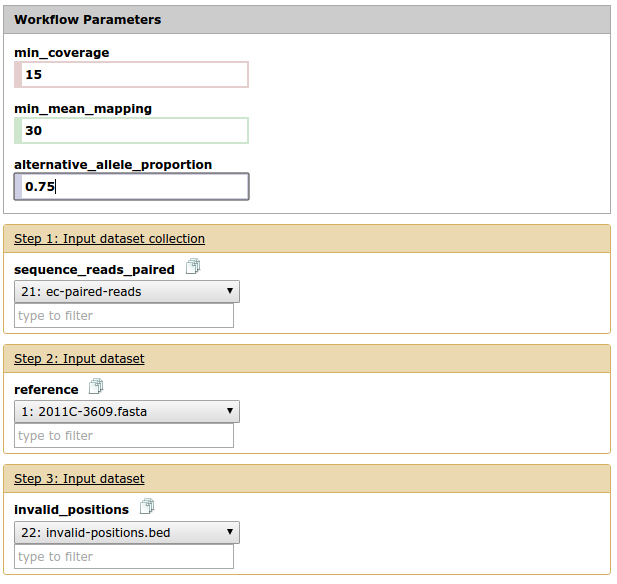 Workflow Parameters
min_coverage
15
min_mean_mapping
30
alternative_allele_proportion
0.75
Step 1: Input dataset collection
sequence_reads_paired
21: ec-paired-reads
type to filter
Step 2: Input dataset
reference
1: 2011C-3609.fasta
type to filter
Step 3: Input dataset
invalid_positions
22: invalid-positions.bed
type to filter